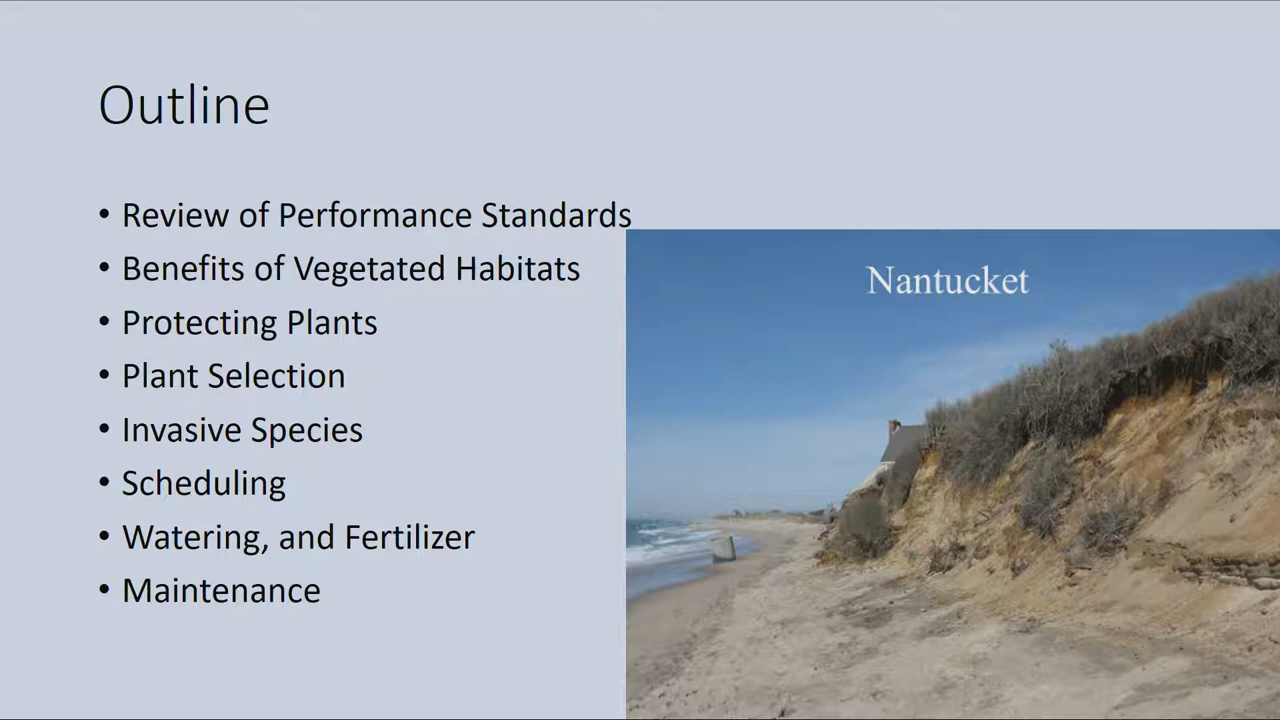 Outline
• Review of Performance Standards
• Benefits of Vegetated Habitats
• Protecting Plants
• Plant Selection
• Invasive Species
• Scheduling
• Watering, and Fertilizer
• Maintenance
Nantucket